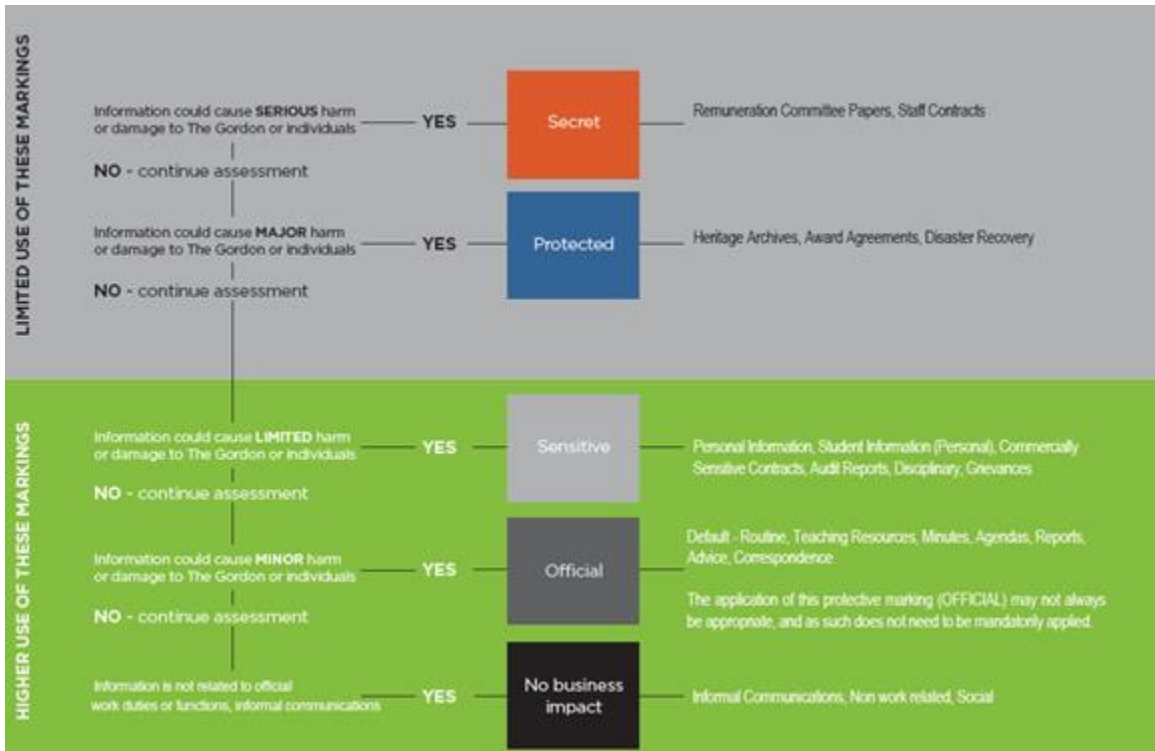 LIMITED USE OF THESE MARKINGS
Information could cause SERIOUS harm
or damage to The Gordon or individuals
YES
Secret
Remuneration Committee Papers, Staff Contracts
NO - continue assessment
Information could cause MAJOR harm
or damage to The Gordon or individuals
YES
Protected
Heritage Archives, Award Agreements, Disaster Recovery
NO - continue assessment
HIGHER USE OF THESE MARKINGS
Information could cause LIMITED harm
or damage to The Gordon or individuals
YES
Sensitive
Personal Information, Student Information (Personal), Commercially
Sensitive Contracts, Audit Reports, Disciplinary, Grievances
NO - continue assessment
Information could cause MINOR harm
or damage to The Gordon or individuals
YES
Official
Default - Routine, Teaching Resources, Minutes, Agendas, Reports,
Advice, Correspondence
The application of this protective marking (OFFICIAL) may not always
be appropriate, and as such does not need to be mandatorily applied.
NO - continue assessment
Information is not related to official
work duties or functions, informal communications
YES
No business
impact
Informal Communications, Non work related, Social